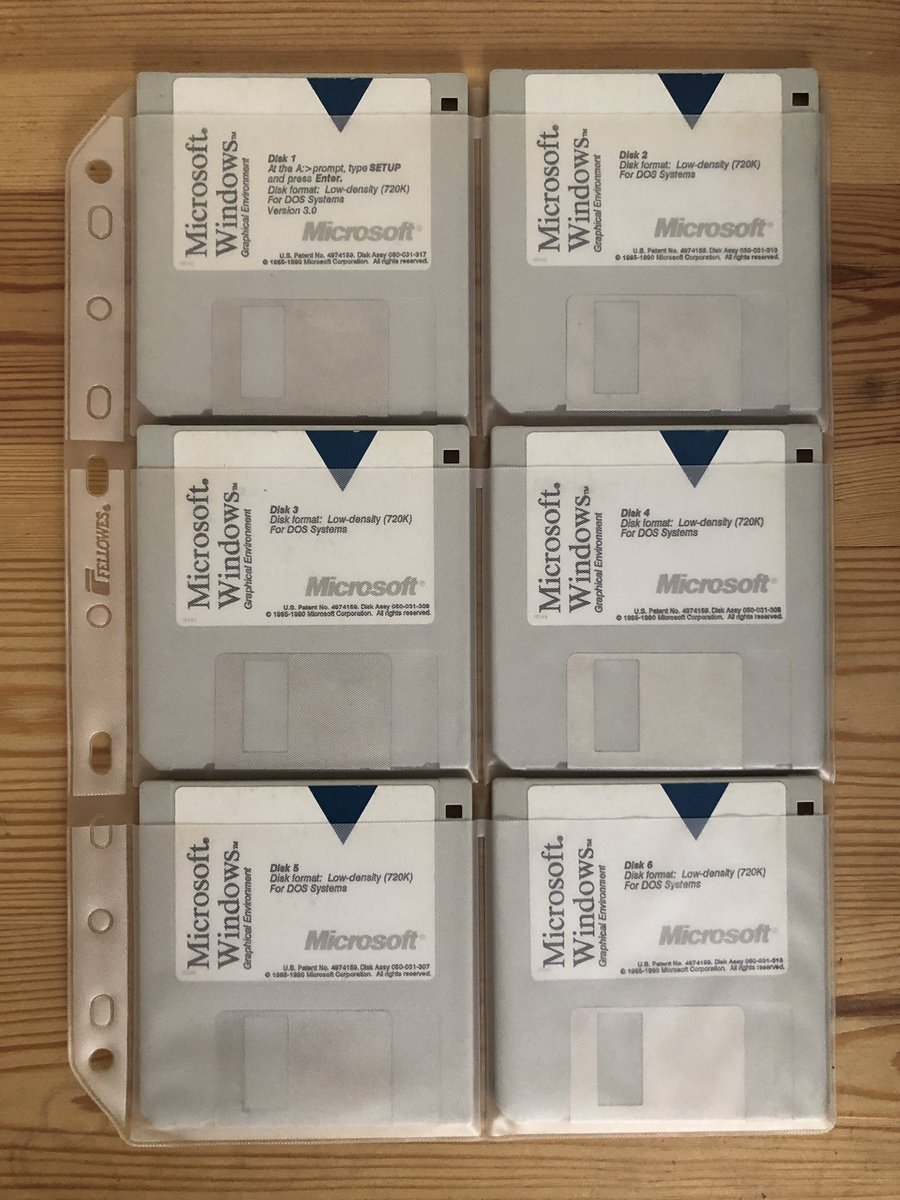 Microsoft®
Windows™
Graphical Environment
Disk 1
At the A:>prompt, type SETUP
and press Enter.
Disk format: Low-density (720K)
For DOS Systems
Version 3.0
Microsoft®
U.S. Patent No. 4974159. Disk Assy 050-031-317
© 1985-1990 Microsoft Corporation. All rights reserved.
Microsoft®
Windows™
Graphical Environment
Disk 2
Disk format: Low-density (720K)
For DOS Systems
Microsoft®
U.S. Patent No. 4974159. Disk Assy
© 1985-1990 Microsoft Corporation. All rights reserved.
Microsoft®
Windows™
Graphical Environment
Disk 3
Disk format: Low-density (720K)
For DOS Systems
Microsoft®
U.S. Patent No. 4974159. Disk Assy 050-031-309
© 1985-1990 Microsoft Corporation. All rights reserved.
Microsoft®
Windows™
Graphical Environment
Disk 4
Disk format: Low-density (720K)
For DOS Systems
Microsoft®
U.S. Patent No. 4974159. Disk Assy 050-031-308
© 1985-1990 Microsoft Corporation. All rights reserved.
FELLOWES®
Microsoft®
Windows™
Graphical Environment
Disk 5
Disk format: Low-density (720K)
For DOS Systems
Microsoft®
U.S. Patent No. 4974159. Disk Assy 050-031-307
© 1985-1990 Microsoft Corporation. All rights reserved.
Microsoft®
Windows™
Graphical Environment
Disk 6
Disk format: Low-density (720K)
For DOS Systems
Microsoft®
U.S. Patent No. 4974159. Disk Assy
© 1985-1990 Microsoft Corporation. All rights reserved.